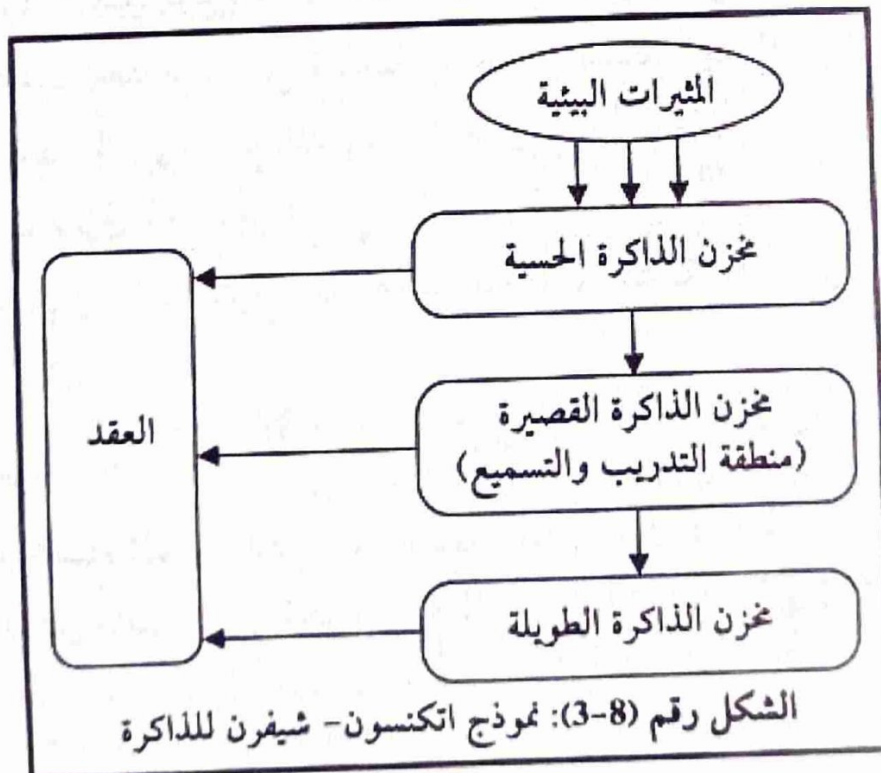 المثيرات البيئية
مخزن الذاكرة الحسية
مخزن الذاكرة القصيرة
(منطقة التدريب والتسميع)
العقد
مخزن الذاكرة الطويلة
الشكل رقم (8-3): نموذج اتكنسون- شيفرن للذاكرة